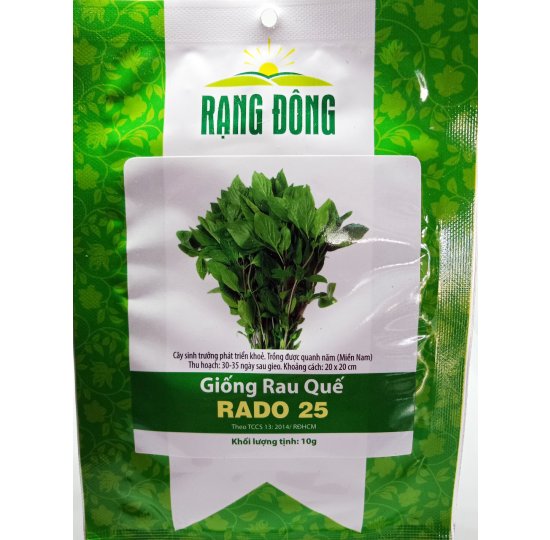 RẠNG ĐÔNG
Cây sinh trưởng phát triển khoẻ. Trồng được quanh năm (Miền Nam)
Thu hoạch: 30-35 ngày sau gieo. Khoảng cách: 20 x 20 cm
Giống Rau Quế
RADO 25
Theo TCCS 13: 2014/ RĐHCM
Khối lượng tịnh: 10g